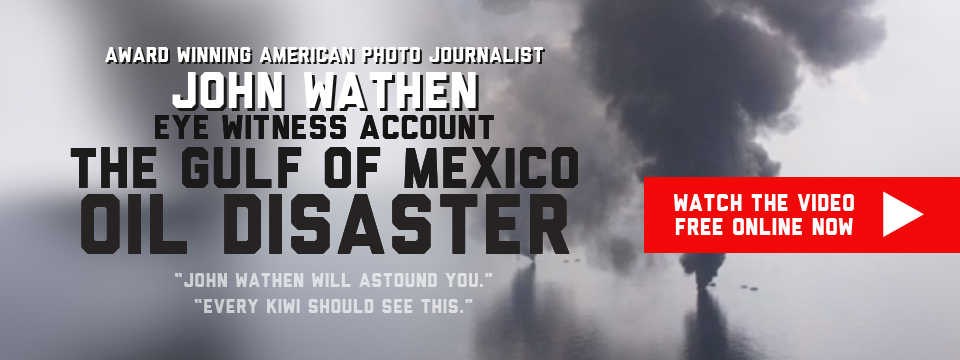 AWARD WINNING AMERICAN PHOTO JOURNALIST
JOHN WATHEN
EYE WITNESS ACCOUNT
THE GULF OF MEXICO
OIL DISASTER
"JOHN WATHEN WILL ASTOUND YOU."
"EVERY KIWI SHOULD SEE THIS."
WATCH THE VIDEO
FREE ONLINE NOW